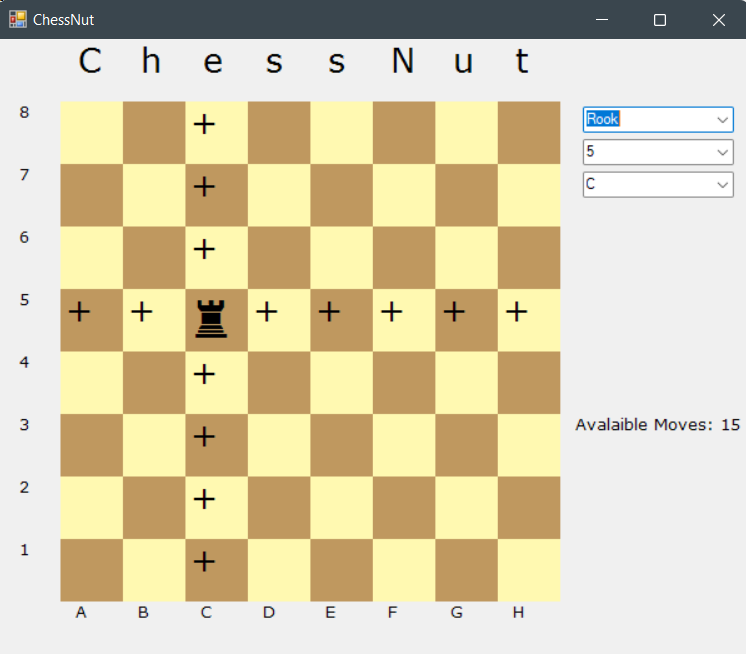 ChessNut
C h e s s N u t
8 +
Rook
5
C
7 +
6 +
5 + + + + + + +
4 +
3 +
Avalaible Moves: 15
2 +
1 +
A B C D E F G H